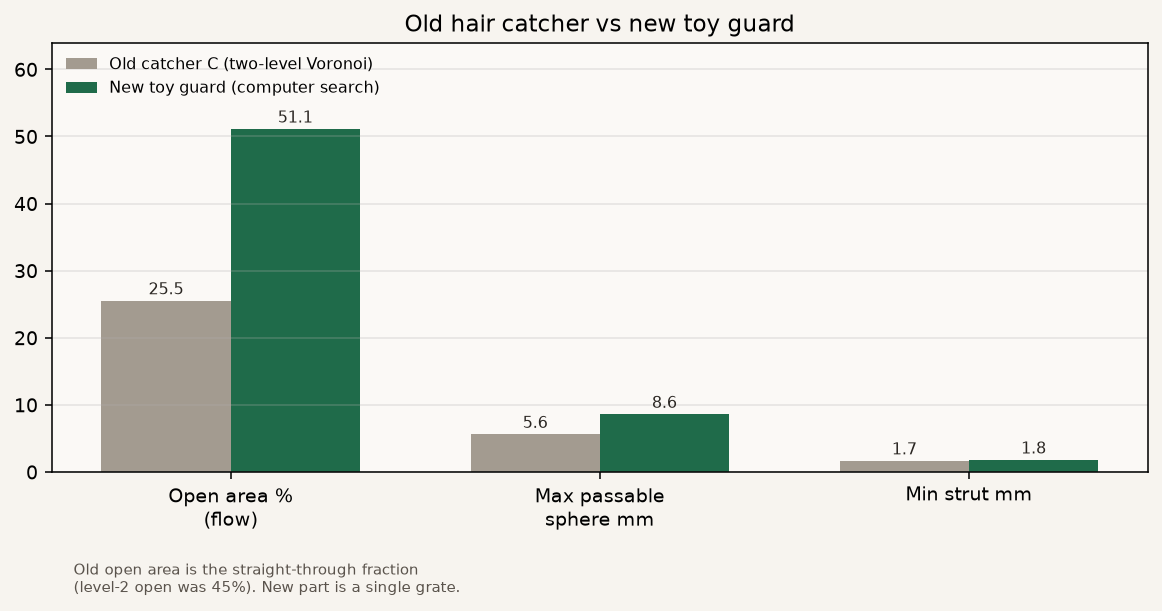 Old hair catcher vs new toy guard
Old catcher C (two-level Voronoi)
New toy guard (computer search)
60
50
40
30
20
10
0
25.5
51.1
5.6
8.6
1.7
1.8
Open area %
(flow)
Max passable
sphere mm
Min strut mm
Old open area is the straight-through fraction
(level-2 open was 45%). New part is a single grate.